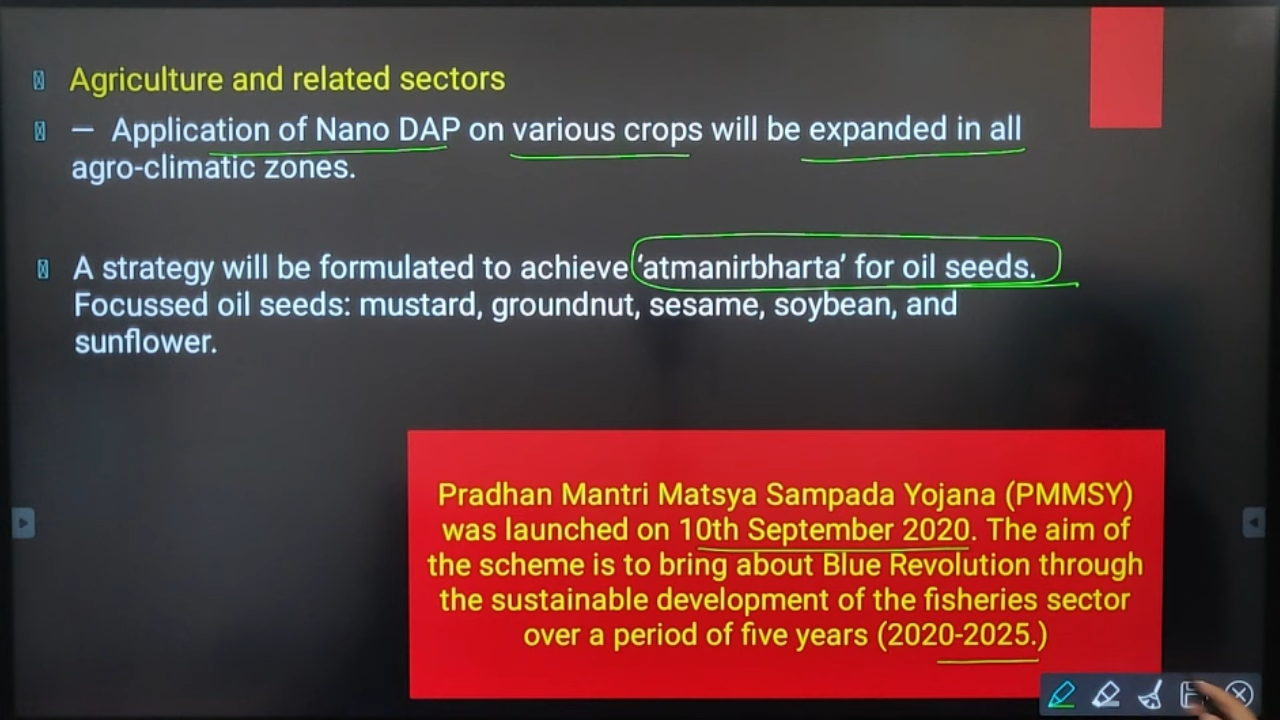 Agriculture and related sectors
— Application of Nano DAP on various crops will be expanded in all
agro-climatic zones.
A strategy will be formulated to achieve ‘atmanirbharta’ for oil seeds.
Focussed oil seeds: mustard, groundnut, sesame, soybean, and
sunflower.
Pradhan Mantri Matsya Sampada Yojana (PMMSY)
was launched on 10th September 2020. The aim of
the scheme is to bring about Blue Revolution through
the sustainable development of the fisheries sector
over a period of five years (2020-2025.)